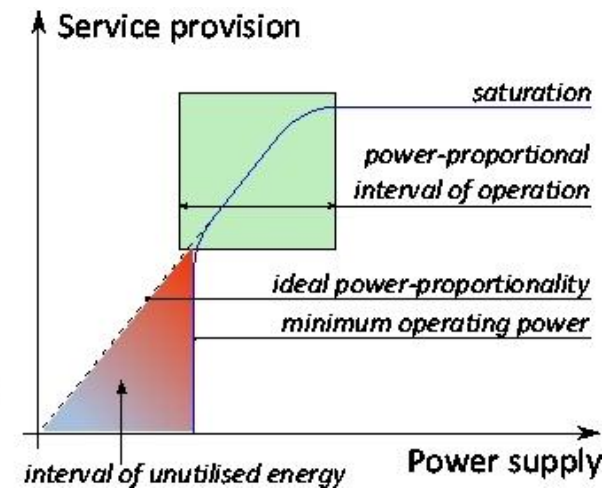 Service provision
saturation
power-proportional
interval of operation
ideal power-proportionality
minimum operating power
Power supply
interval of unutilised energy